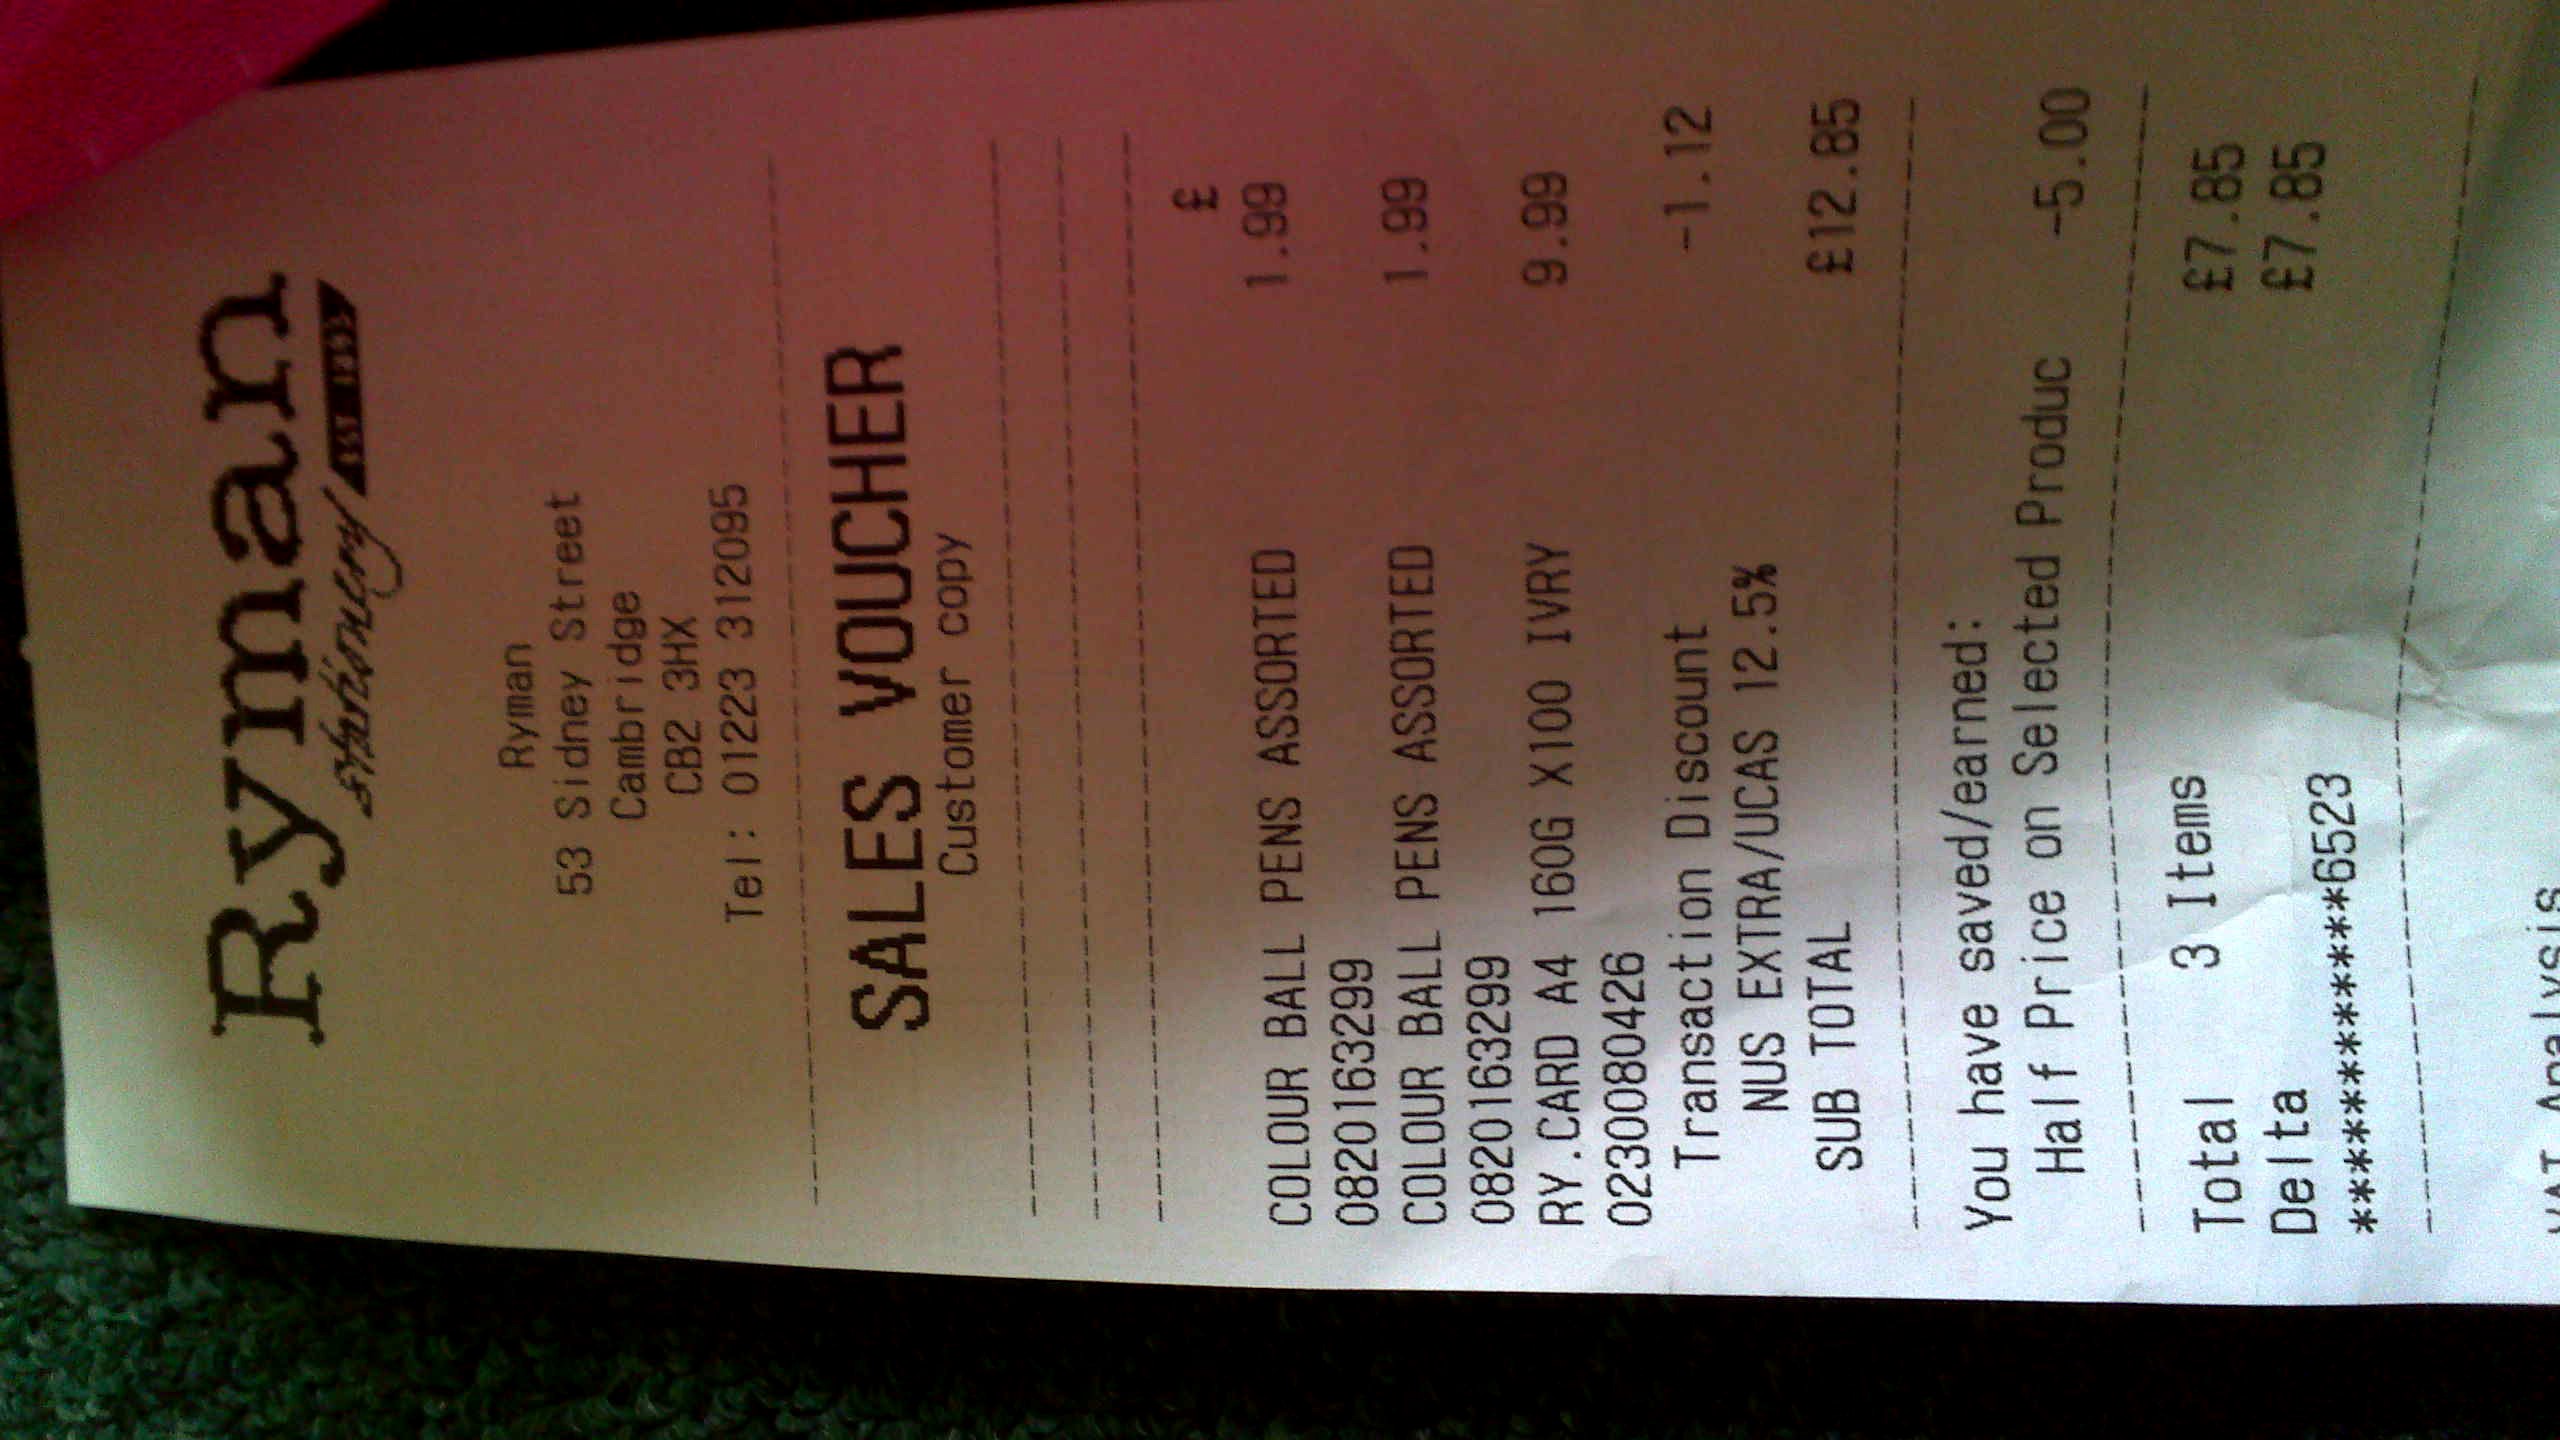 Ryman
stationery
EST 1893
Ryman
53 Sidney Street
Cambridge
CB2 3HX
Tel: 01223 312095
SALES VOUCHER
Customer copy
£
COLOUR BALL PENS ASSORTED 1.99
0820163299
COLOUR BALL PENS ASSORTED 1.99
0820163299
RY.CARD A4 160G X100 IVRY 9.99
0230080426
Transaction Discount -1.12
NUS EXTRA/UCAS 12.5%
SUB TOTAL £12.85
You have saved/earned:
Half Price on Selected Produc -5.00
Total 3 Items £7.85
Delta £7.85
************6523
VAT Analysis